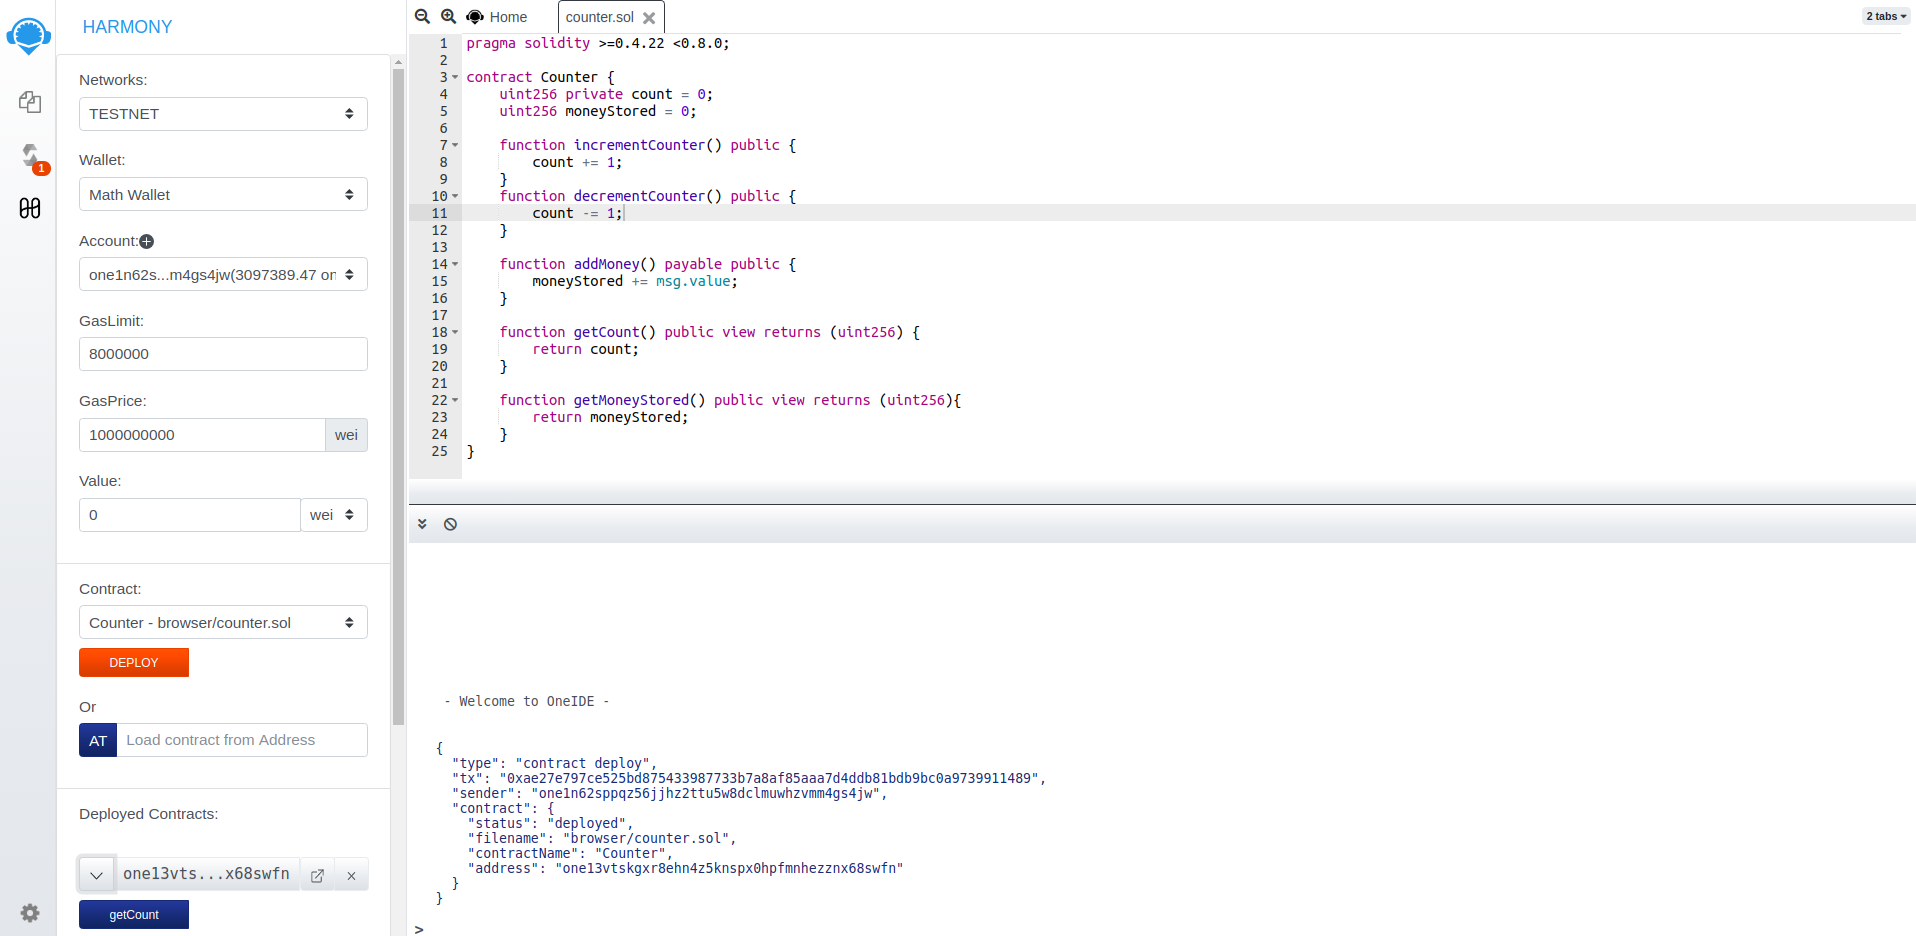 HARMONY
Networks:
TESTNET
Wallet:
Math Wallet
Account:
one1n62s...m4gs4jw(3097389.47 on
GasLimit:
8000000
GasPrice:
1000000000 wei
Value:
0 wei
Contract:
Counter - browser/counter.sol
DEPLOY
Or
AT Load contract from Address
Deployed Contracts:
one13vts...x68swfn
getCount
1
Home counter.sol
2 tabs
1 pragma solidity >=0.4.22 <0.8.0;
2
3 contract Counter {
4     uint256 private count = 0;
5     uint256 moneyStored = 0;
6
7     function incrementCounter() public {
8         count += 1;
9     }
10     function decrementCounter() public {
11         count -= 1;
12     }
13
14     function addMoney() payable public {
15         moneyStored += msg.value;
16     }
17
18     function getCount() public view returns (uint256) {
19         return count;
20     }
21
22     function getMoneyStored() public view returns (uint256){
23         return moneyStored;
24     }
25 }
- Welcome to OneIDE -
{
  "type": "contract deploy",
  "tx": "0xae27e797ce525bd875433987733b7a8af85aaa7d4ddb81bdb9bc0a9739911489",
  "sender": "one1n62sppqz56jjhz2ttu5w8dclmuwhzvmm4gs4jw",
  "contract": {
    "status": "deployed",
    "filename": "browser/counter.sol",
    "contractName": "Counter",
    "address": "one13vtskgxr8ehn4z5knspx0hpfmnhezznx68swfn"
  }
}
>